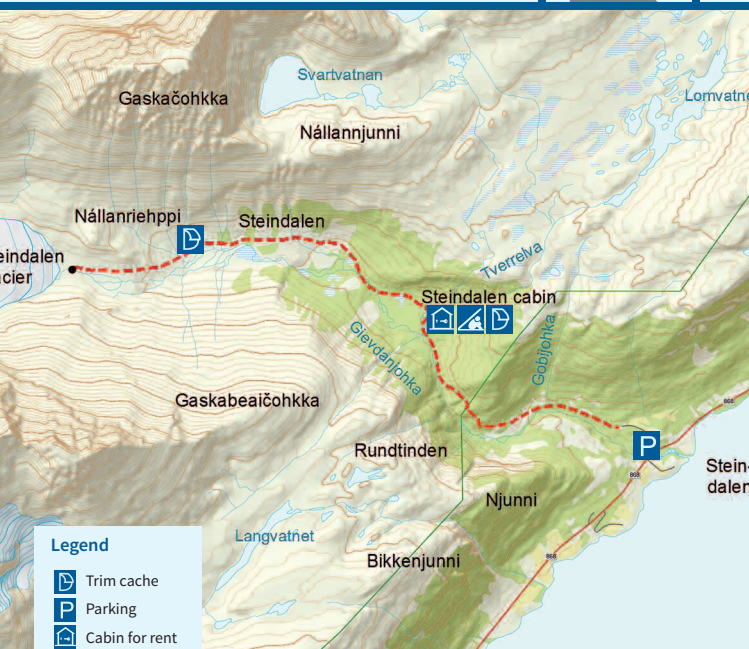 Svartvatnan
Gaskačohkka
Lomvatne
Nállannjunni
Nállanriehppi
Steindalen
eindalen
cier
Tverrelva
Steindalen cabin
Gievdanjohka
Gobijohka
Gaskabeaičohkka
868
P
Rundtinden
868
Stein-
dalen
Njunni
Langvatnet
868
Bikkenjunni
Legend
Trim cache
P Parking
Cabin for rent